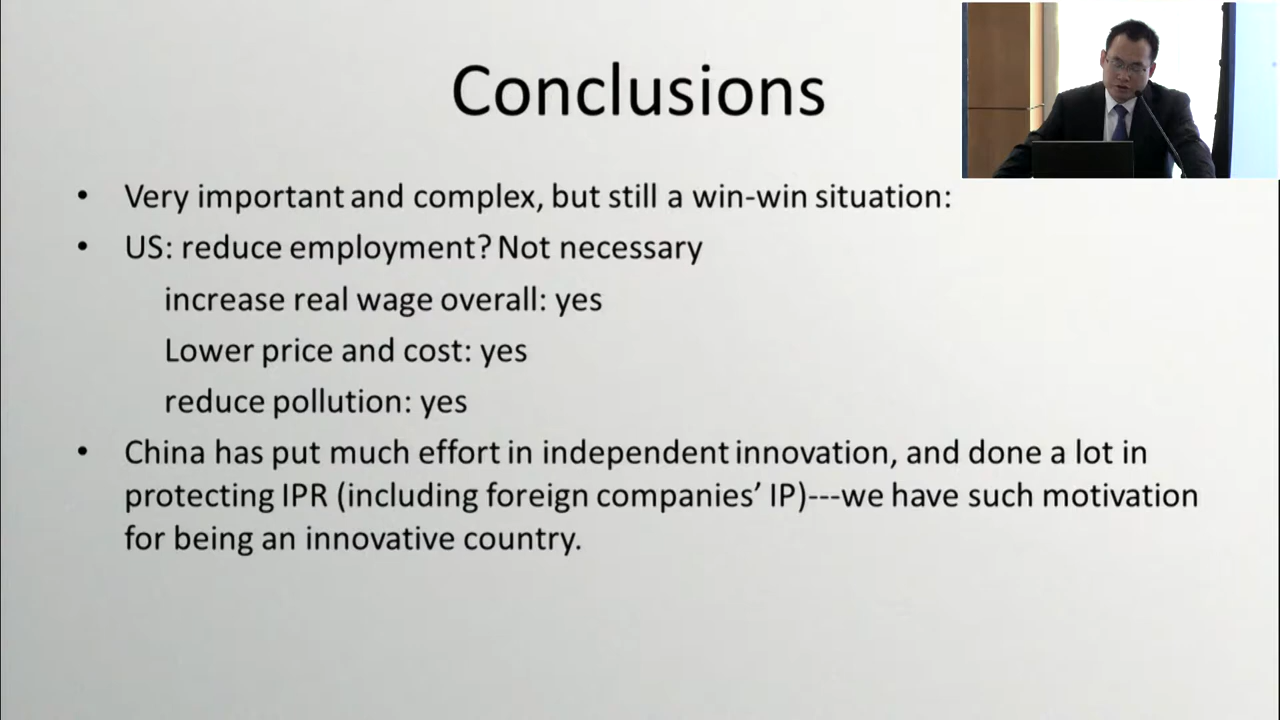 Conclusions
• Very important and complex, but still a win-win situation:
• US: reduce employment? Not necessary
increase real wage overall: yes
Lower price and cost: yes
reduce pollution: yes
• China has put much effort in independent innovation, and done a lot in
protecting IPR (including foreign companies’ IP)---we have such motivation
for being an innovative country.